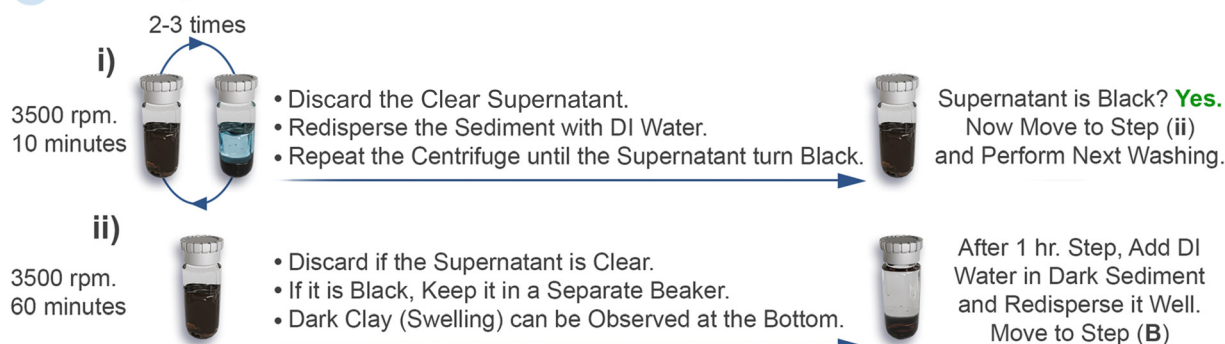 2-3 times
i)
3500 rpm.
10 minutes
• Discard the Clear Supernatant.
• Redisperse the Sediment with DI Water.
• Repeat the Centrifuge until the Supernatant turn Black.
Supernatant is Black? Yes.
Now Move to Step (ii)
and Perform Next Washing.
ii)
3500 rpm.
60 minutes
• Discard if the Supernatant is Clear.
• If it is Black, Keep it in a Separate Beaker.
• Dark Clay (Swelling) can be Observed at the Bottom.
After 1 hr. Step, Add DI
Water in Dark Sediment
and Redisperse it Well.
Move to Step (B)